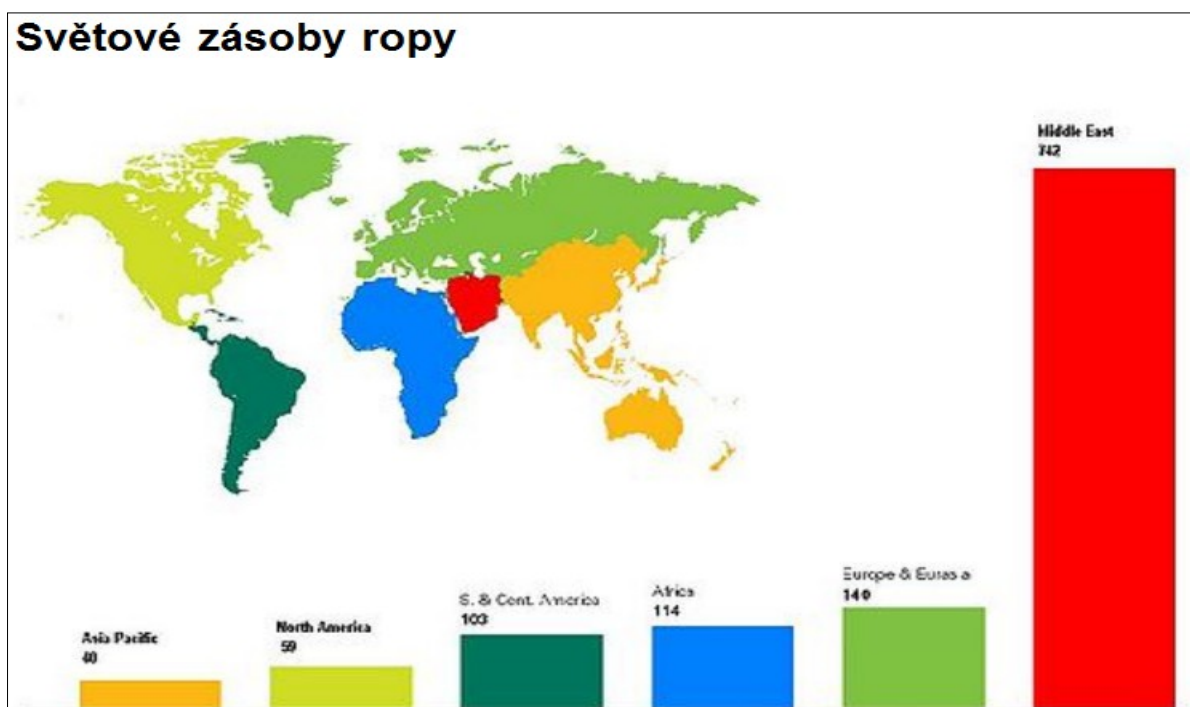 Světové zásoby ropy
Middle East
742
Europe & Eurasia
140
Africa
114
S. & Cent. America
103
North America
59
Asia Pacific
40